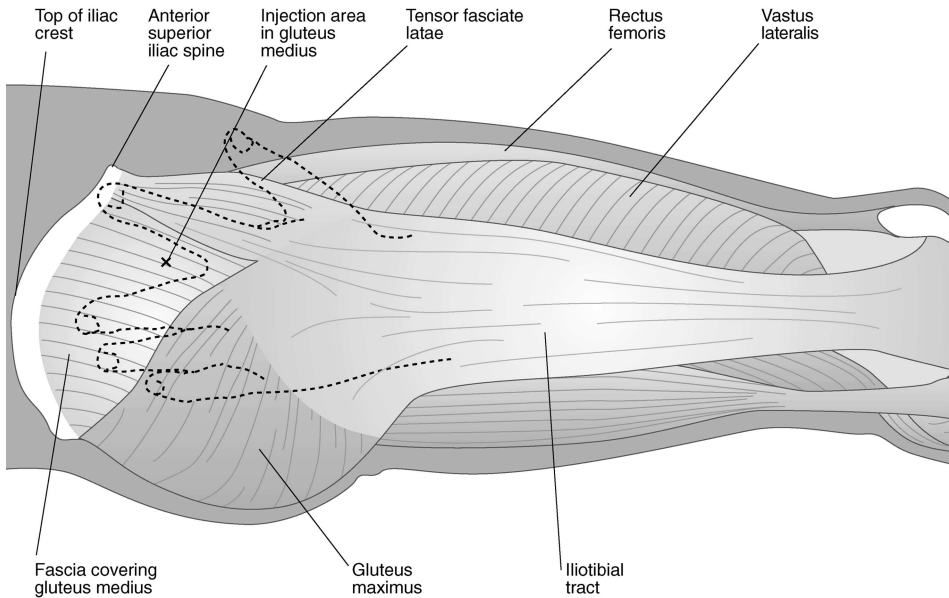 Top of iliac
crest
Anterior
superior
iliac spine
Injection area
in gluteus
medius
Tensor fasciate
latae
Rectus
femoris
Vastus
lateralis
Fascia covering
gluteus medius
Gluteus
maximus
Iliotibial
tract